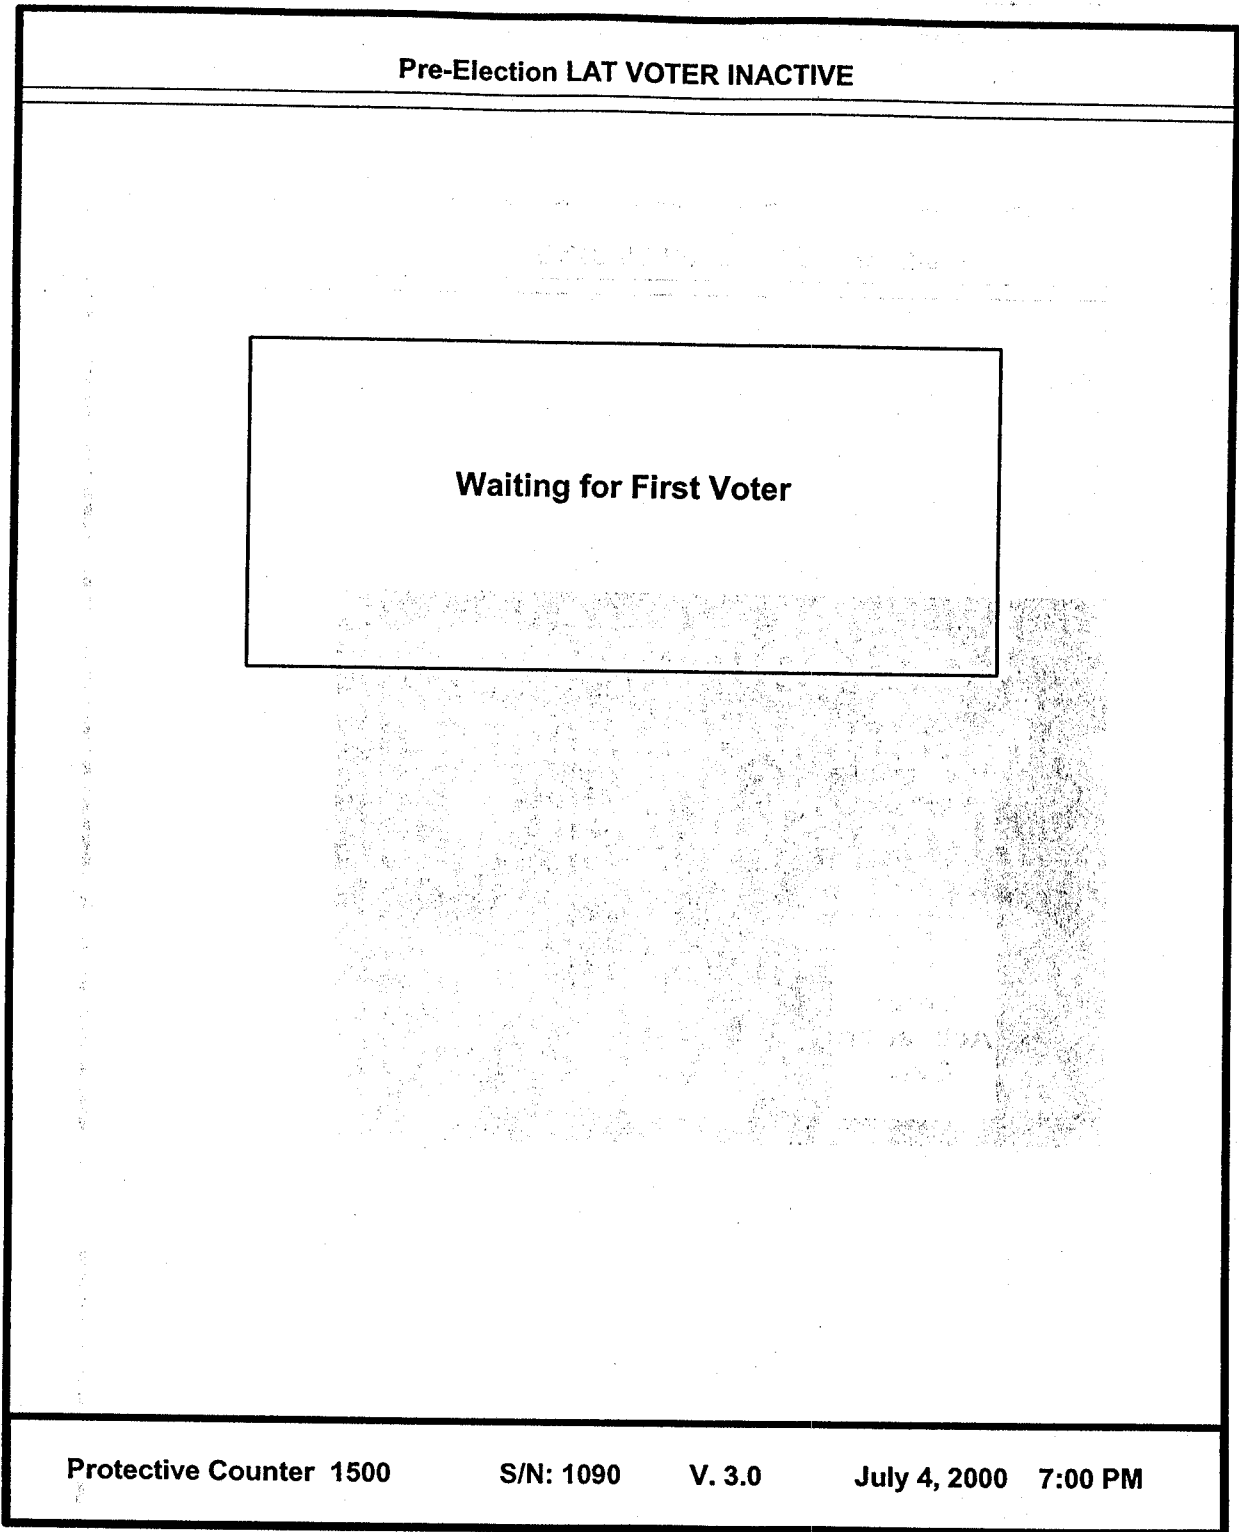 Pre-Election LAT VOTER INACTIVE
Waiting for First Voter
Protective Counter 1500 S/N: 1090 V. 3.0 July 4, 2000 7:00 PM